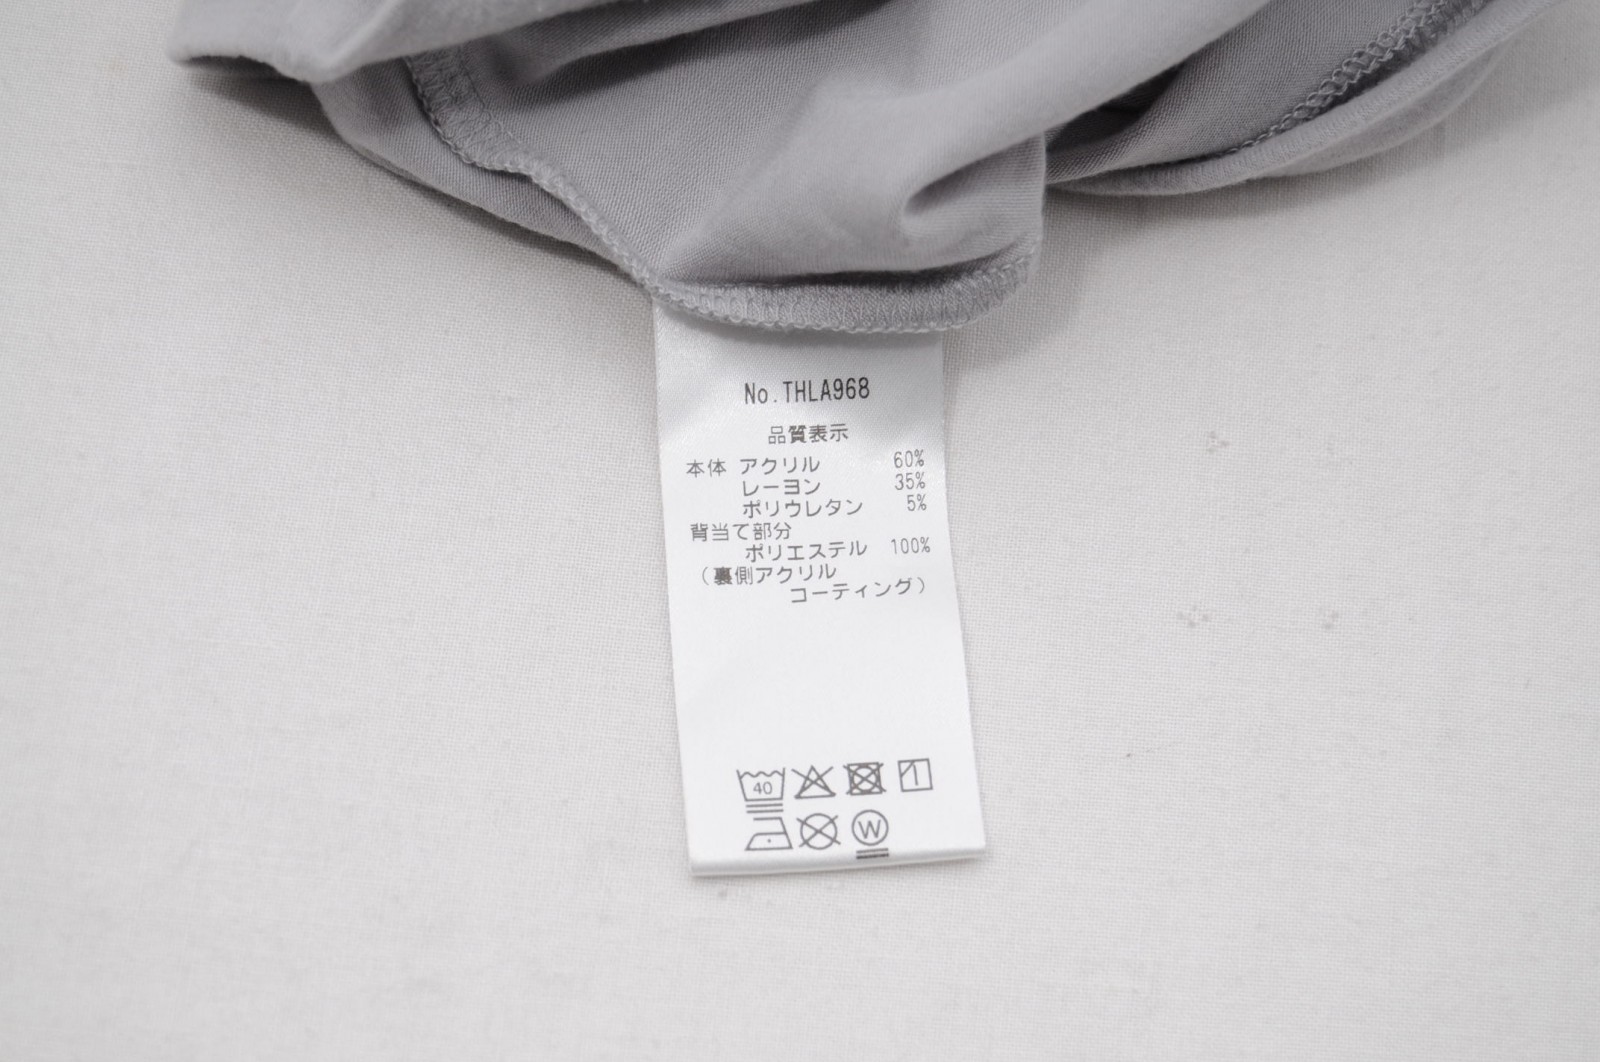 No.THLA968
品質表示
本体 アクリル 60%
レーヨン 35%
ポリウレタン 5%
背当て部分
ポリエステル 100%
（裏側アクリル
コーティング）
40
W